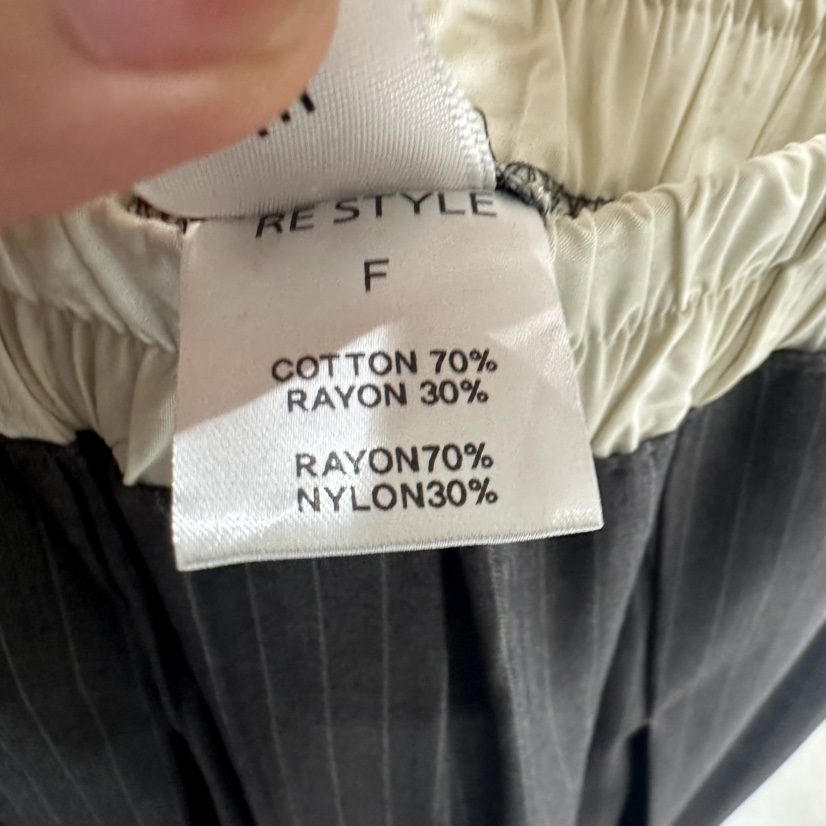 RE STYLE
F
COTTON 70%
RAYON 30%
RAYON70%
NYLON30%